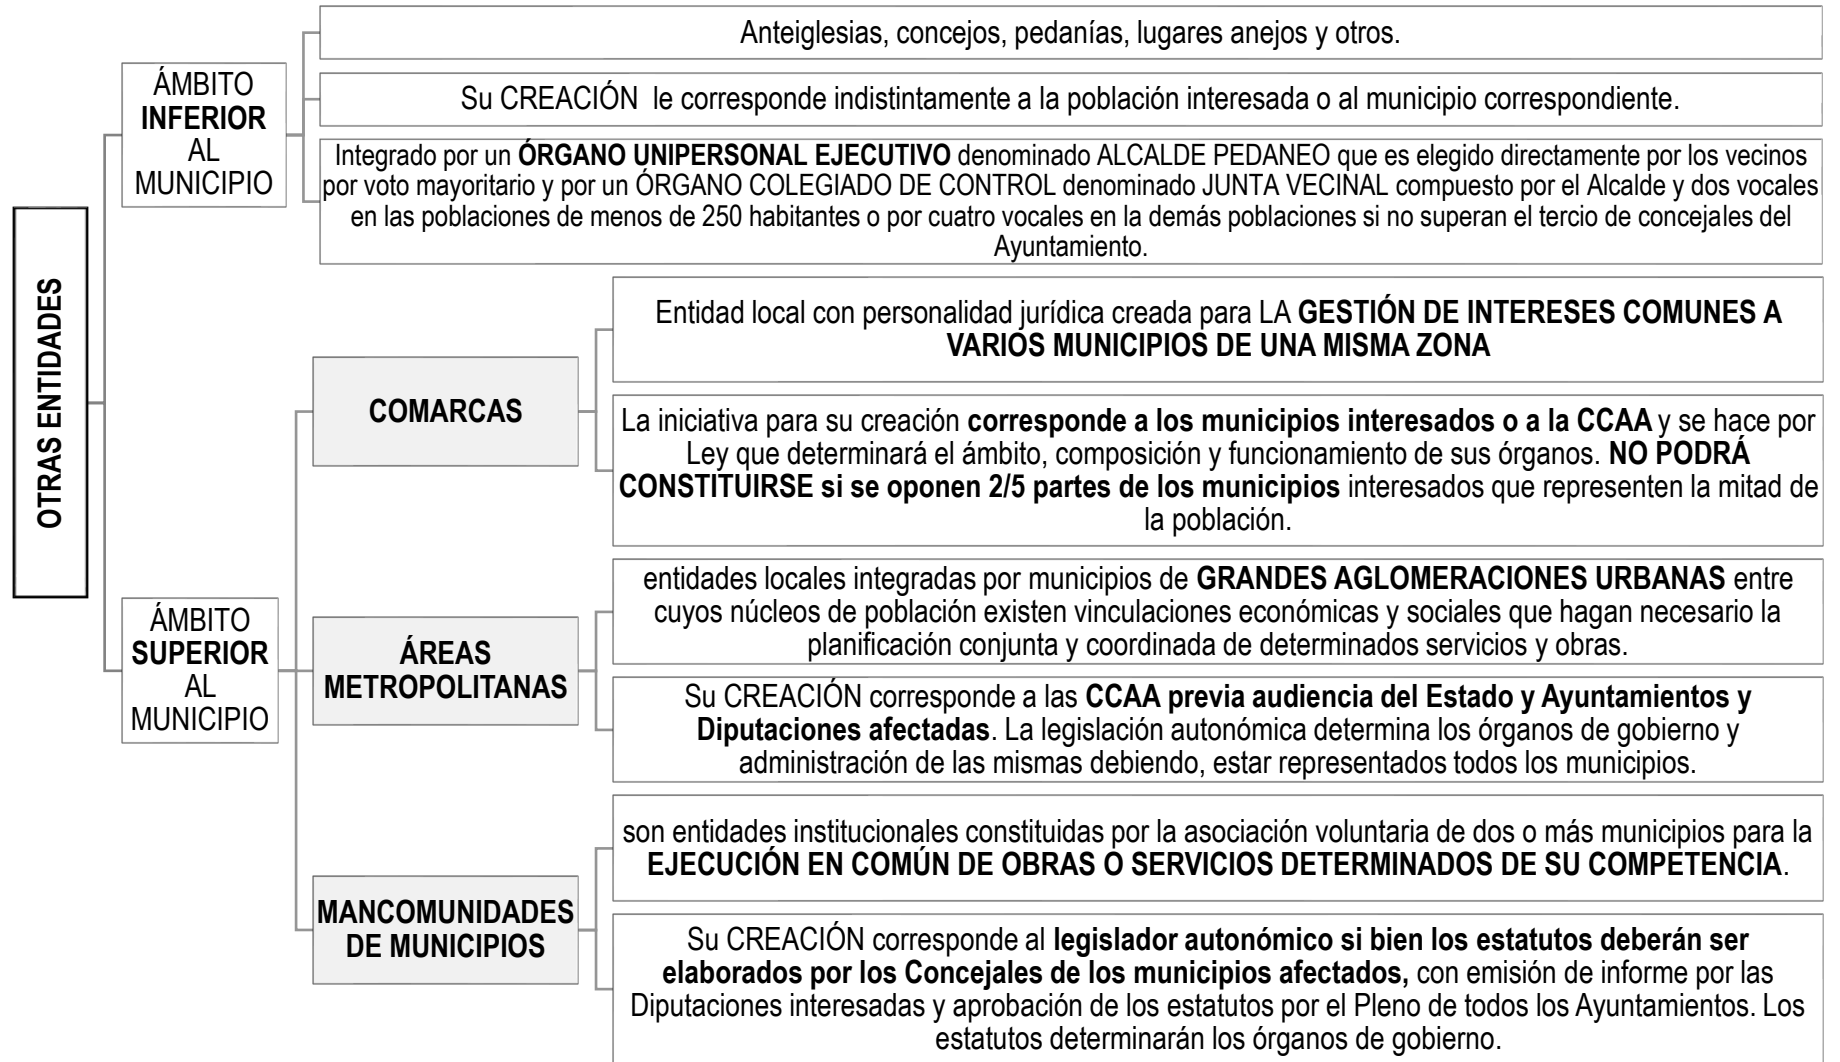 OTRAS ENTIDADES
ÁMBITO
INFERIOR
AL
MUNICIPIO
Anteiglesias, concejos, pedanías, lugares anejos y otros.
Su CREACIÓN le corresponde indistintamente a la población interesada o al municipio correspondiente.
Integrado por un ÓRGANO UNIPERSONAL EJECUTIVO denominado ALCALDE PEDANEO que es elegido directamente por los vecinos
por voto mayoritario y por un ÓRGANO COLEGIADO DE CONTROL denominado JUNTA VECINAL compuesto por el Alcalde y dos vocales
en las poblaciones de menos de 250 habitantes o por cuatro vocales en la demás poblaciones si no superan el tercio de concejales del
Ayuntamiento.
ÁMBITO
SUPERIOR
AL
MUNICIPIO
COMARCAS
Entidad local con personalidad jurídica creada para LA GESTIÓN DE INTERESES COMUNES A
VARIOS MUNICIPIOS DE UNA MISMA ZONA
La iniciativa para su creación corresponde a los municipios interesados o a la CCAA y se hace por
Ley que determinará el ámbito, composición y funcionamiento de sus órganos. NO PODRÁ
CONSTITUIRSE si se oponen 2/5 partes de los municipios interesados que representen la mitad de
la población.
ÁREAS
METROPOLITANAS
entidades locales integradas por municipios de GRANDES AGLOMERACIONES URBANAS entre
cuyos núcleos de población existen vinculaciones económicas y sociales que hagan necesario la
planificación conjunta y coordinada de determinados servicios y obras.
Su CREACIÓN corresponde a las CCAA previa audiencia del Estado y Ayuntamientos y
Diputaciones afectadas. La legislación autonómica determina los órganos de gobierno y
administración de las mismas debiendo, estar representados todos los municipios.
MANCOMUNIDADES
DE MUNICIPIOS
son entidades institucionales constituidas por la asociación voluntaria de dos o más municipios para la
EJECUCIÓN EN COMÚN DE OBRAS O SERVICIOS DETERMINADOS DE SU COMPETENCIA.
Su CREACIÓN corresponde al legislador autonómico si bien los estatutos deberán ser
elaborados por los Concejales de los municipios afectados, con emisión de informe por las
Diputaciones interesadas y aprobación de los estatutos por el Pleno de todos los Ayuntamientos. Los
estatutos determinarán los órganos de gobierno.